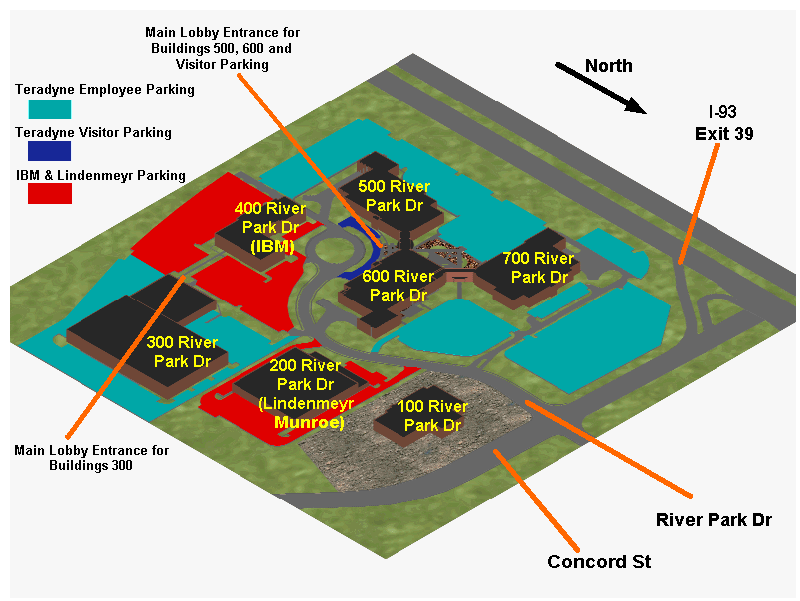 Main Lobby Entrance for
Buildings 500, 600 and
Visitor Parking
North
Teradyne Employee Parking
I-93
Exit 39
Teradyne Visitor Parking
IBM & Lindenmeyr Parking
500 River
Park Dr
400 River
Park Dr
(IBM)
700 River
Park Dr
600 River
Park Dr
300 River
Park Dr
200 River
Park Dr
(Lindenmeyr
Munroe)
100 River
Park Dr
Main Lobby Entrance for
Buildings 300
River Park Dr
Concord St